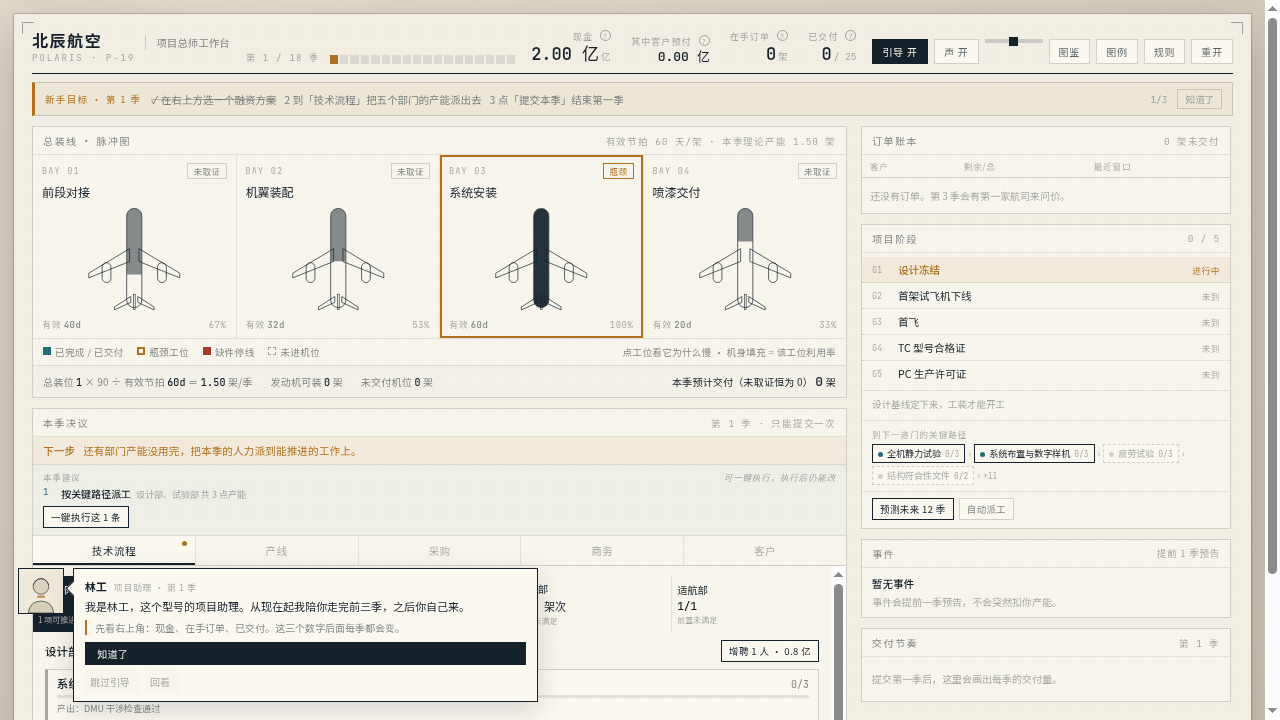 北辰航空
POLARIS · P-19
项目总师工作台
第 1 / 18 季
现金 ?
2.00 亿 亿
其中客户预付 ?
0.00 亿
在手订单 ?
0 架
已交付 ?
0 / 25
引导 开
声 开
图鉴
图例
规则
重开
新手目标 · 第 1 季 ✓在右上方选一个融资方案 2 到「技术流程」把五个部门的产能派出去 3 点「提交本季」结束第一季
1/3
知道了
总装线 · 脉冲图
有效节拍 60 天/架 · 本季理论产能 1.50 架
BAY 01 未取证
前段对接
有效 40d 67%
BAY 02 未取证
机翼装配
有效 32d 53%
BAY 03 瓶颈
系统安装
有效 60d 100%
BAY 04 未取证
喷漆交付
有效 20d 33%
已完成 / 已交付 瓶颈工位 缺件停线 未进机位
点工位看它为什么慢 · 机身填充 = 该工位利用率
总装位 1 × 90 ÷ 有效节拍 60d = 1.50 架/季 发动机可装 0 架 未交付机位 0 架
本季预计交付（未取证恒为 0） 0 架
本季决议
第 1 季 · 只能提交一次
下一步 还有部门产能没用完，把本季的人力派到能推进的工作上。
本季建议
可一键执行，执行后仍能改
1 按关键路径派工 设计部、试验部 共 3 点产能
一键执行这 1 条
技术流程
产线
采购
商务
客户
1 项可推进
部
架次
适航部
1/1
前置未满足
设计部
增聘 1 人 · 0.8 亿
0/3
产出：DMU 干涉检查通过
林工 项目助理 · 第 1 季
我是林工，这个型号的项目助理。从现在起我陪你走完前三季，之后你自己来。
先看右上角：现金、在手订单、已交付。这三个数字后面每季都会变。
知道了
跳过引导
回看
订单账本
0 架未交付
客户 剩余/总 最近窗口
还没有订单。第 3 季会有第一家航司来问价。
项目阶段
0 / 5
G1 设计冻结 进行中
G2 首架试飞机下线 未到
G3 首飞 未到
G4 TC 型号合格证 未到
G5 PC 生产许可证 未到
设计基线定下来，工装才能开工
到下一道门的关键路径
全机静力试验 0/3 › 系统布置与数字样机 0/3 › 疲劳试验 0/3 ›
结构符合性文件 0/2 › +11
预测未来 12 季
自动派工
事件
提前 1 季预告
暂无事件
事件会提前一季预告，不会突然扣你产能。
交付节奏
第 1 季
提交第一季后，这里会画出每季的交付量。